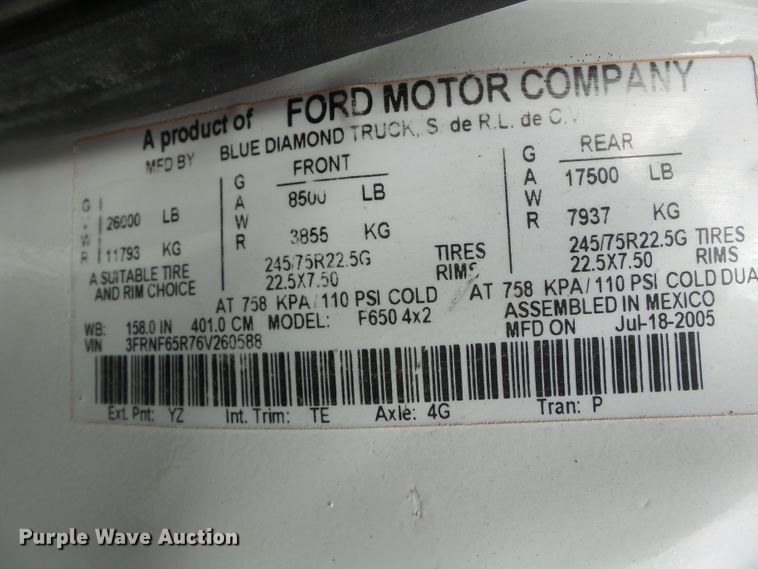 A product of FORD MOTOR COMPANY
MFD BY BLUE DIAMOND TRUCK, S. de R.L. de C.V.
GVWR 26000 LB
11793 KG
GAWR FRONT
8500 LB
3855 KG
GAWR REAR
17500 LB
7937 KG
A SUITABLE TIRE
AND RIM CHOICE
245/75R22.5G TIRES
22.5X7.50 RIMS
245/75R22.5G TIRES
22.5X7.50 RIMS
AT 758 KPA/110 PSI COLD
AT 758 KPA/110 PSI COLD DUA
WB: 158.0 IN 401.0 CM MODEL: F650 4x2
ASSEMBLED IN MEXICO
VIN 3FRNF65R76V260588
MFD ON Jul-18-2005
Ext. Pnt: YZ Int. Trim: TE Axle: 4G Tran: P
Purple Wave Auction